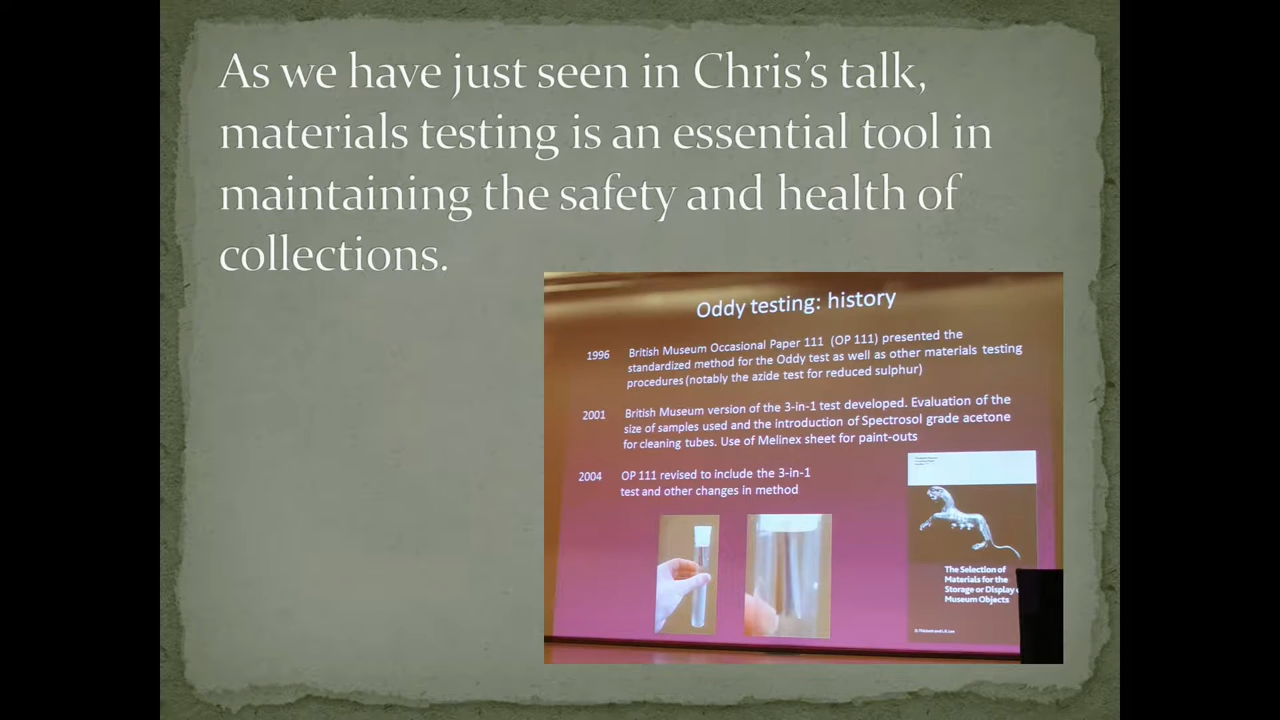 As we have just seen in Chris’s talk,
materials testing is an essential tool in
maintaining the safety and health of
collections.
Oddy testing: history
1996 British Museum Occasional Paper 111 (OP 111) presented the
standardized method for the Oddy test as well as other materials testing
procedures (notably the azide test for reduced sulphur)
2001 British Museum version of the 3-in-1 test developed. Evaluation of the
size of samples used and the introduction of Spectrosol grade acetone
for cleaning tubes. Use of Melinex sheet for paint-outs
2004 OP 111 revised to include the 3-in-1
test and other changes in method
The Selection of
Materials for the
Storage or Display
Museum Objects